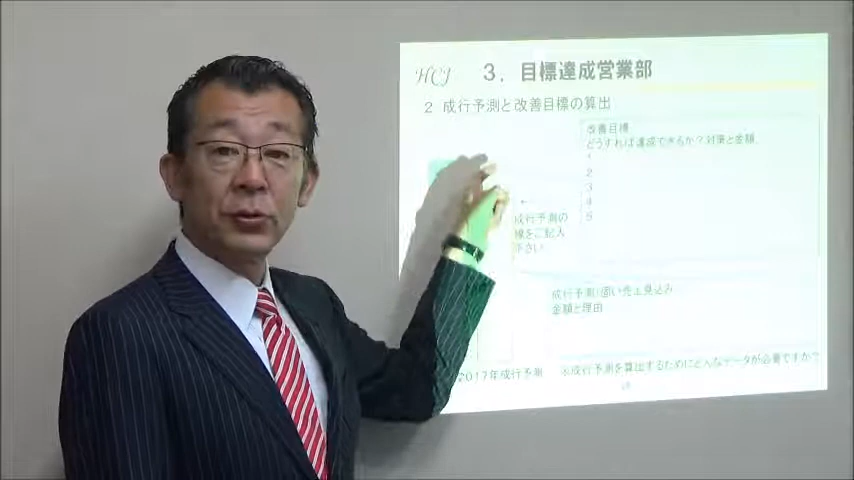 HCI 3．目標達成営業部
2 成行予測と改善目標の算出
改善目標
どうすれば達成できるか？対策と金額
1
2
3
4
5
←
成行予測の
線をご記入
下さい
成行予測（固い売上見込み
金額と理由
2017年成行予測
※成行予測を算出するためにどんなデータが必要ですか？